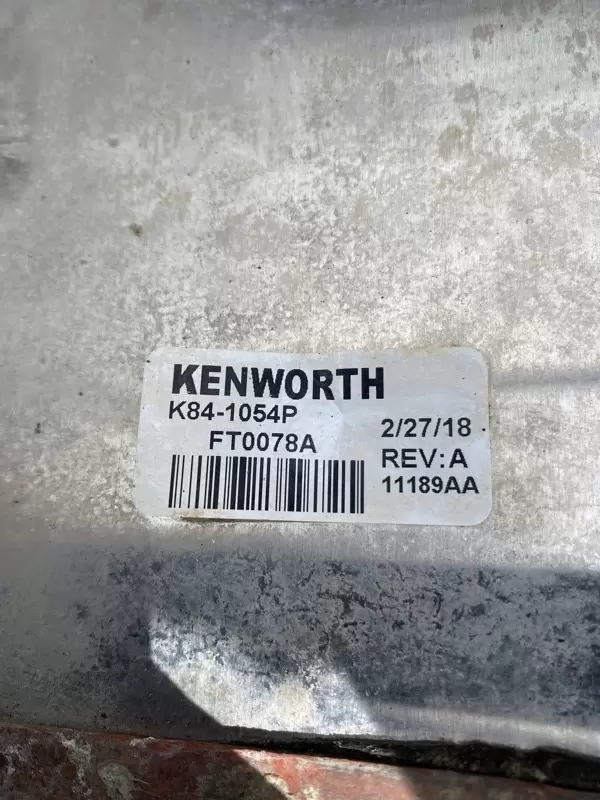 KENWORTH
K84-1054P
FT0078A
2/27/18
REV:A
11189AA